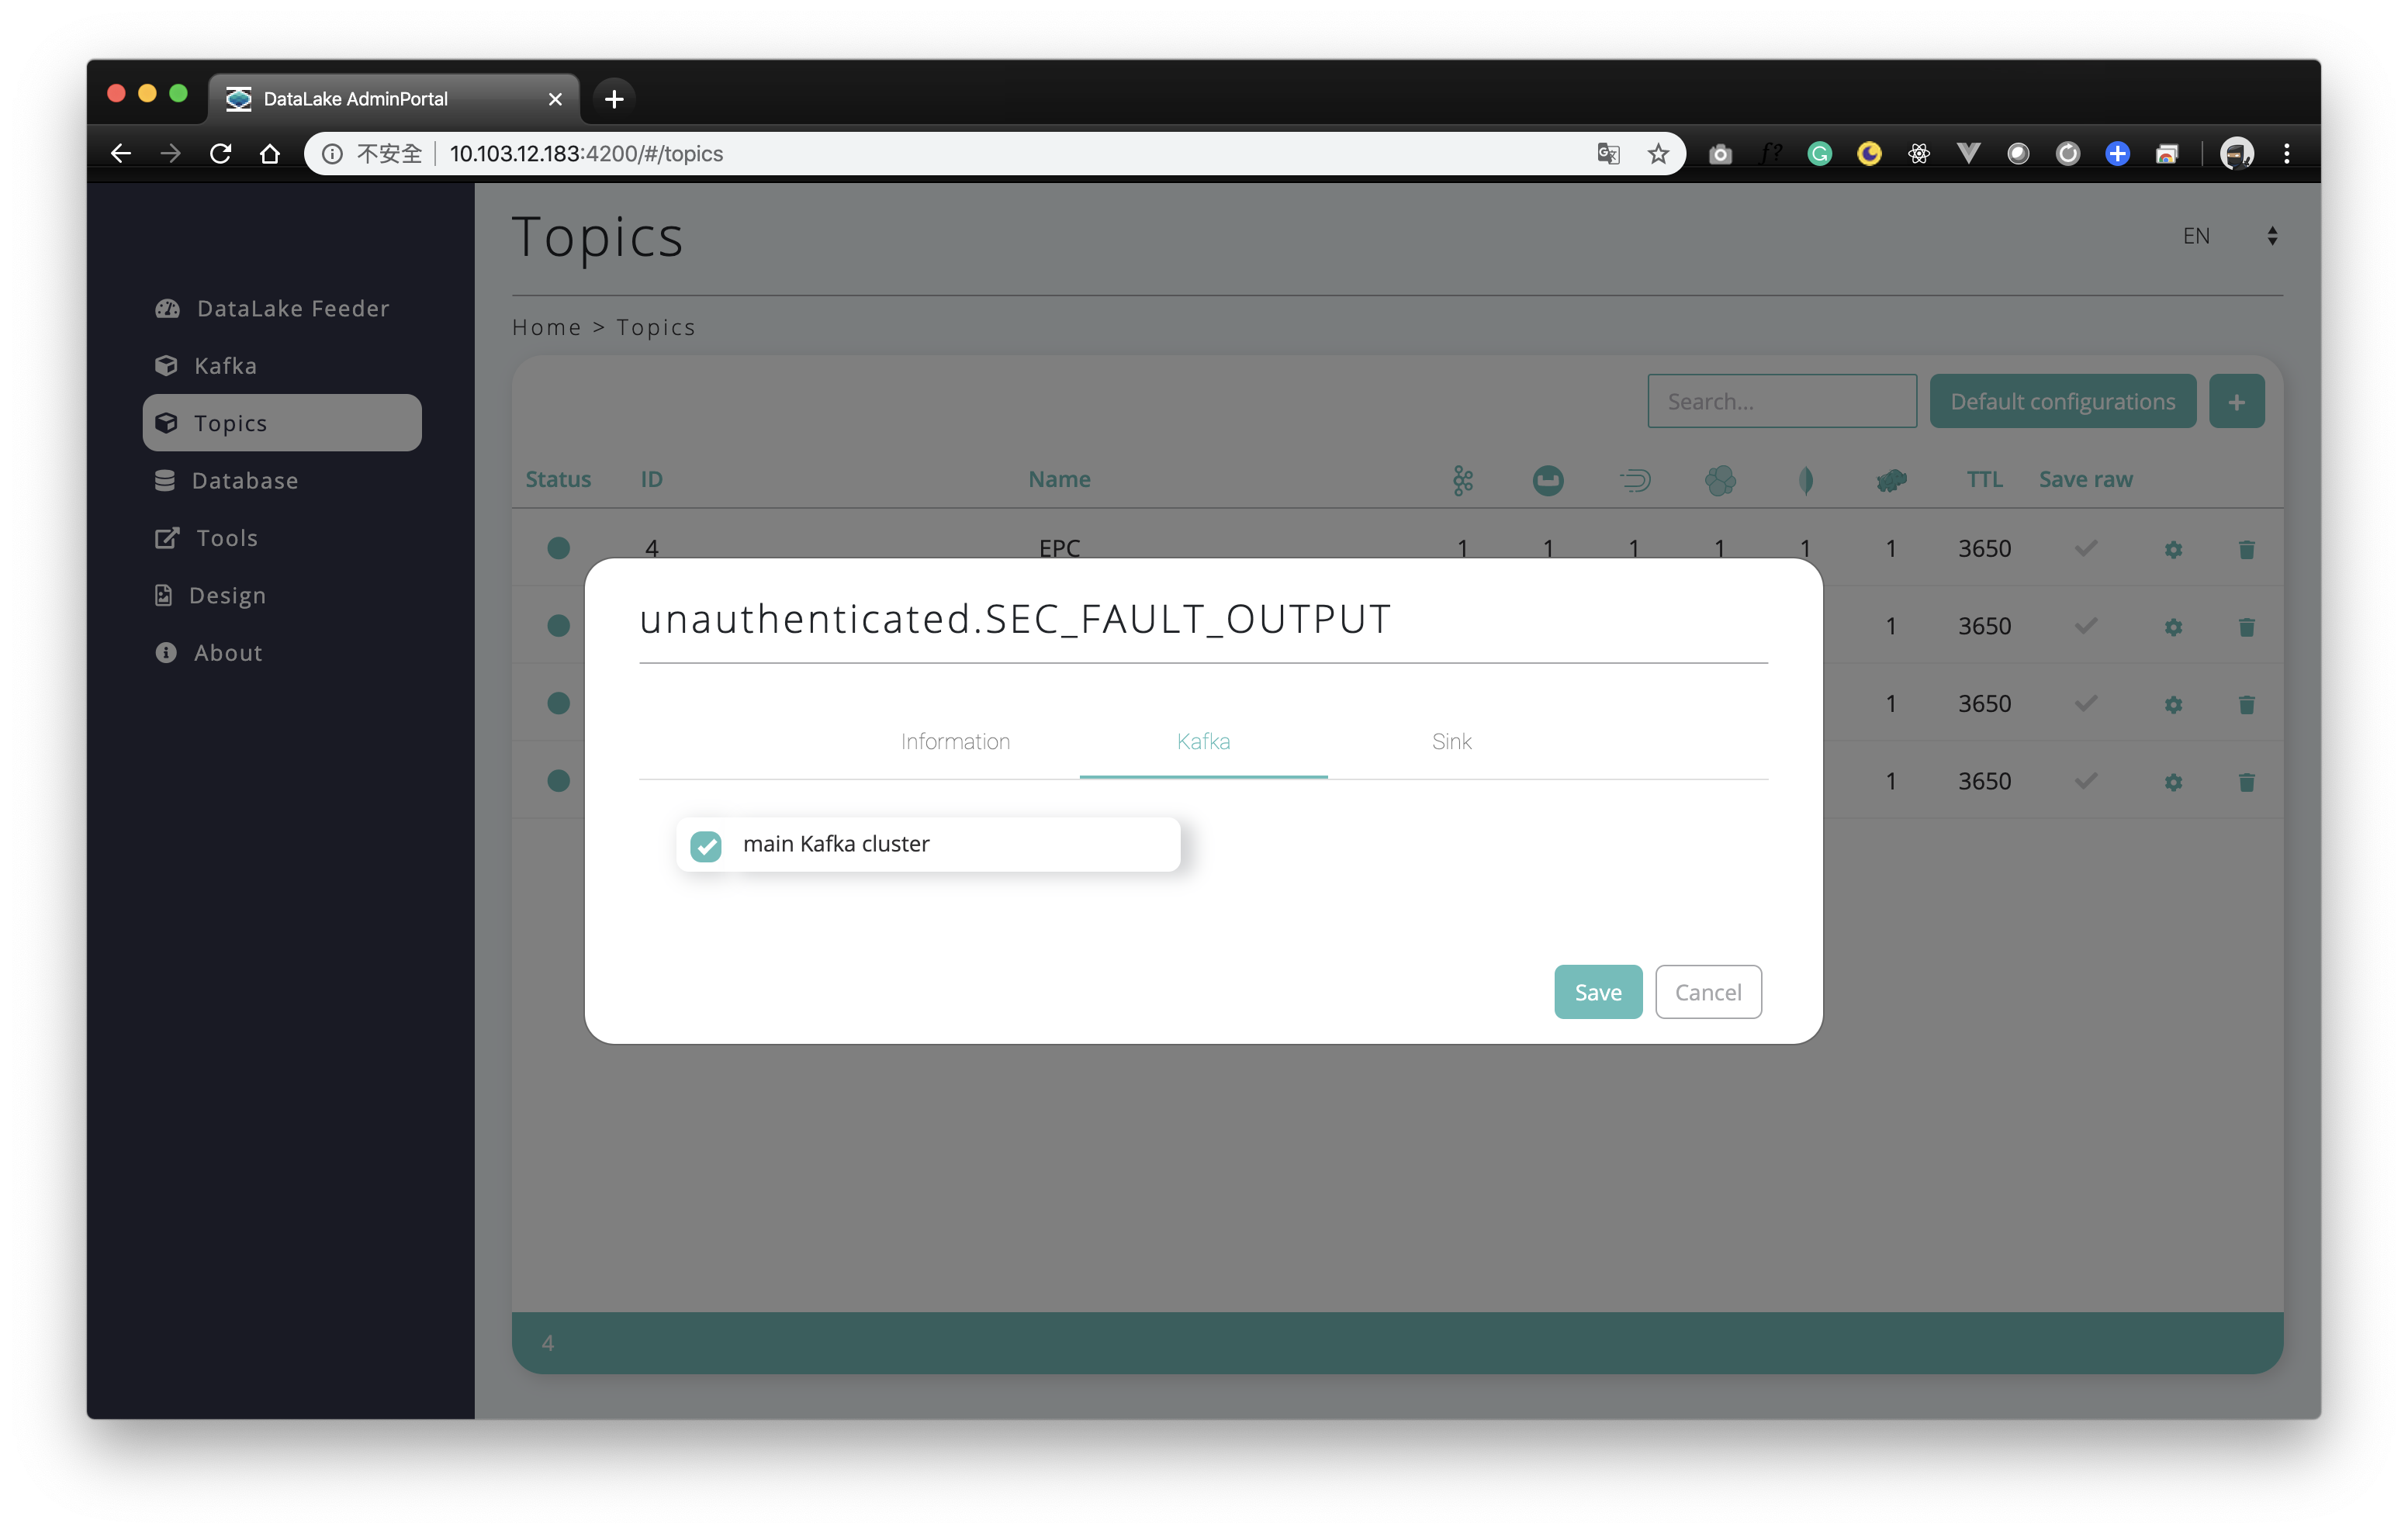 DataLake AdminPortal
不安全 10.103.12.183:4200/#/topics
Topics
EN
DataLake Feeder
Kafka
Topics
Database
Tools
Design
About
Home > Topics
Search...
Default configurations
+
Status ID Name TTL Save raw
4 EPC 1 1 1 1 1 1 3650
1 3650
1 3650
1 3650
unauthenticated.SEC_FAULT_OUTPUT
Information Kafka Sink
main Kafka cluster
Save Cancel
4